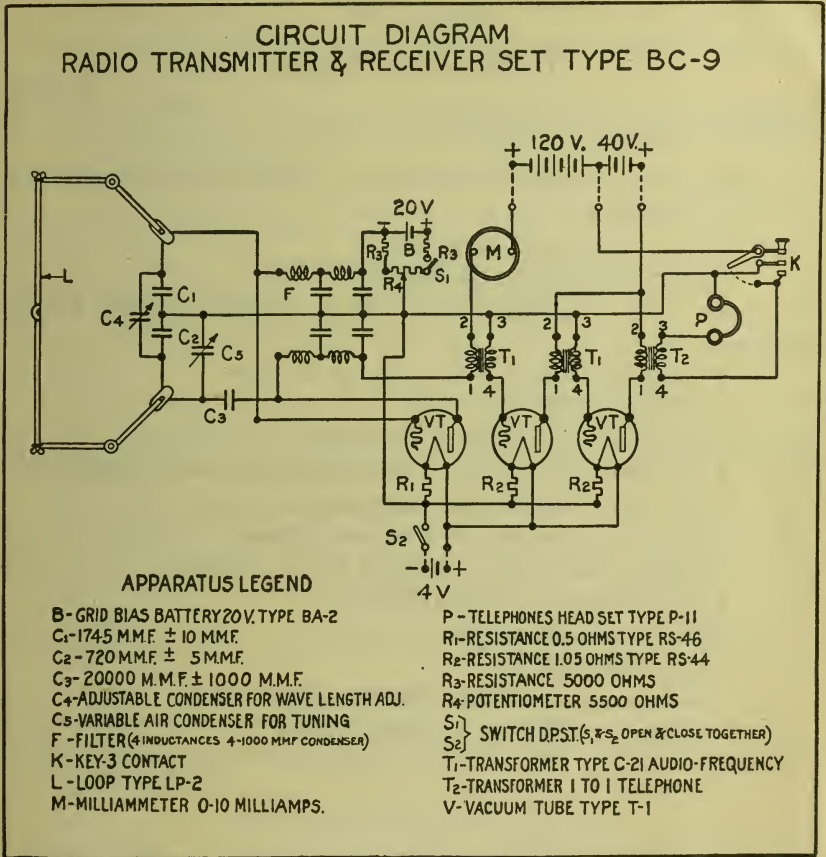 CIRCUIT DIAGRAM
RADIO TRANSMITTER & RECEIVER SET TYPE BC-9
+ 120 V. 40V. +
20 V
- +
R3 B R3
R4 S1
M
K
L
F
C1
C4
C2
C5
P
2 3 2 3 2 3
T1 T1 T2
1 4 1 4 1 4
C3
VT VT VT
R1 R2 R2
S2
- +
4V
APPARATUS LEGEND
B-GRID BIAS BATTERY 20V. TYPE BA-2
C1-1745 M.M.F. ± 10 M.M.F.
C2-720 M.M.F. ± 5 M.M.F.
C3-20000 M.M.F. ± 1000 M.M.F.
C4-ADJUSTABLE CONDENSER FOR WAVE LENGTH ADJ.
C5-VARIABLE AIR CONDENSER FOR TUNING
F-FILTER (4 INDUCTANCES 4-1000 MMF CONDENSER)
K-KEY-3 CONTACT
L-LOOP TYPE LP-2
M-MILLIAMMETER 0-10 MILLIAMPS.
P-TELEPHONES HEAD SET TYPE P-11
R1-RESISTANCE 0.5 OHMS TYPE RS-46
R2-RESISTANCE 1.05 OHMS TYPE RS-44
R3-RESISTANCE 5000 OHMS
R4-POTENTIOMETER 5500 OHMS
S1
S2} SWITCH D.P.S.T. (S1 & S2 OPEN & CLOSE TOGETHER)
T1-TRANSFORMER TYPE C-21 AUDIO-FREQUENCY
T2-TRANSFORMER 1 TO 1 TELEPHONE
V-VACUUM TUBE TYPE T-1